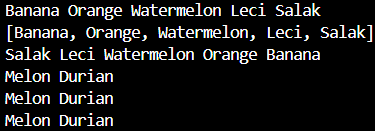 Banana Orange Watermelon Leci Salak
[Banana, Orange, Watermelon, Leci, Salak]
Salak Leci Watermelon Orange Banana
Melon Durian
Melon Durian
Melon Durian